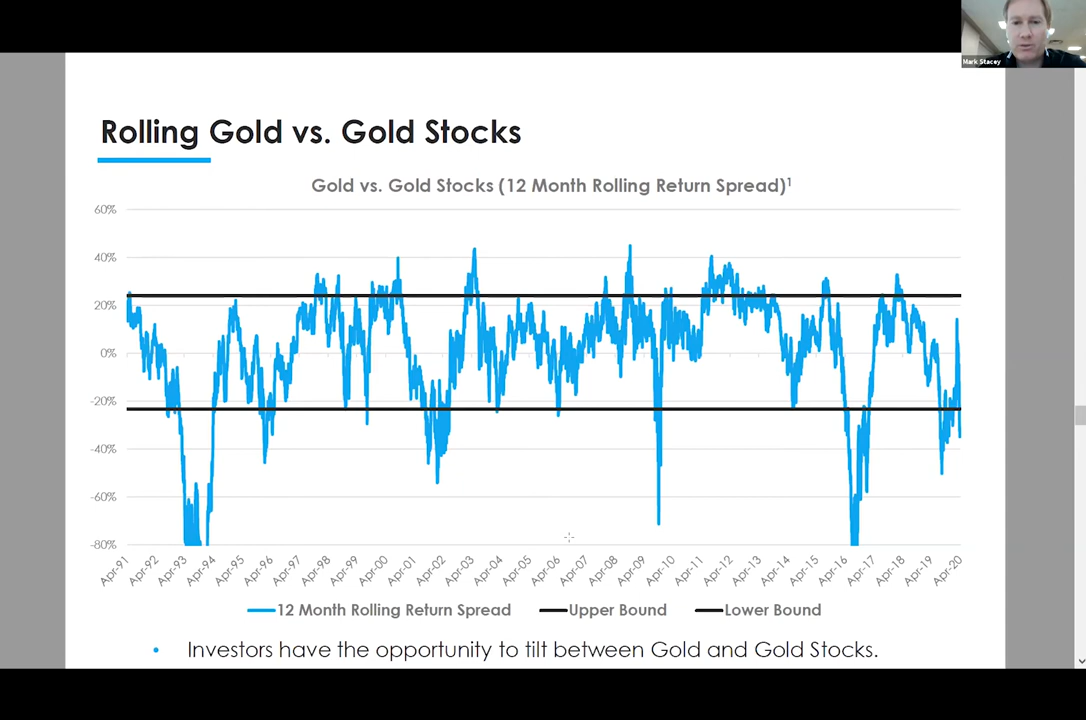 Mark Stacey
Rolling Gold vs. Gold Stocks
Gold vs. Gold Stocks (12 Month Rolling Return Spread)¹
60%
40%
20%
0%
-20%
-40%
-60%
-80%
Apr-91 Apr-92 Apr-93 Apr-94 Apr-95 Apr-96 Apr-97 Apr-98 Apr-99 Apr-00 Apr-01 Apr-02 Apr-03 Apr-04 Apr-05 Apr-06 Apr-07 Apr-08 Apr-09 Apr-10 Apr-11 Apr-12 Apr-13 Apr-14 Apr-15 Apr-16 Apr-17 Apr-18 Apr-19 Apr-20
12 Month Rolling Return Spread Upper Bound Lower Bound
• Investors have the opportunity to tilt between Gold and Gold Stocks.